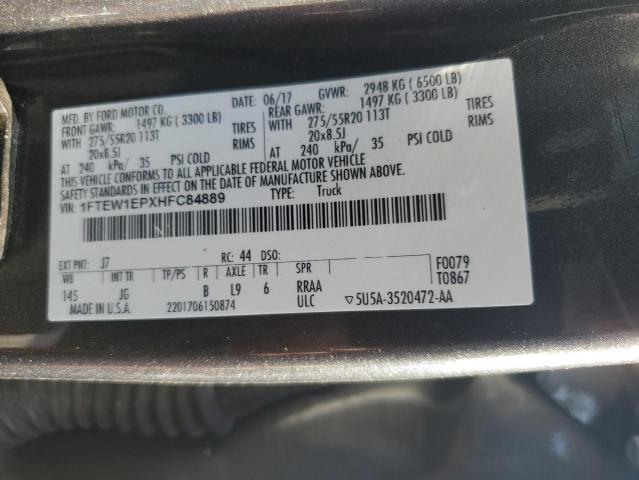 MFD. BY FORD MOTOR CO.
DATE: 06/17 GVWR: 2948 KG ( 6500 LB)
FRONT GAWR: 1497 KG ( 3300 LB)
REAR GAWR: 1497 KG ( 3300 LB)
WITH 275/55R20 113T TIRES
WITH 275/55R20 113T TIRES
20x8.5J RIMS
20x8.5J RIMS
AT 240 kPa/ 35 PSI COLD
AT 240 kPa/ 35 PSI COLD
THIS VEHICLE CONFORMS TO ALL APPLICABLE FEDERAL MOTOR VEHICLE
SAFETY STANDARDS IN EFFECT ON THE DATE OF MANUFACTURE SHOWN ABOVE.
VIN: 1FTEW1EPXHFC84889 TYPE: Truck
EXT PNT: J7 RC: 44 DSO:
WB INT TR TP/PS R AXLE TR SPR F0079
145 JG B L9 6 RRAA T0867
MADE IN U.S.A. 2201706150874 ULC ▽5U5A-3520472-AA